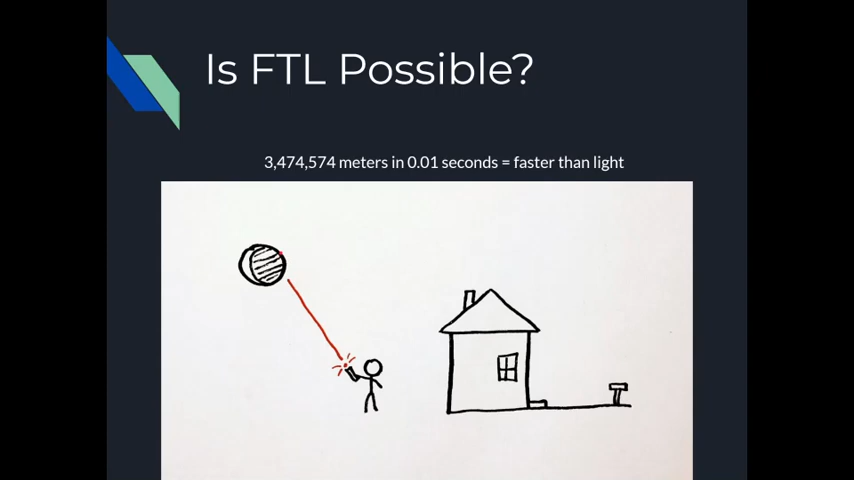 Is FTL Possible?
3,474,574 meters in 0.01 seconds = faster than light